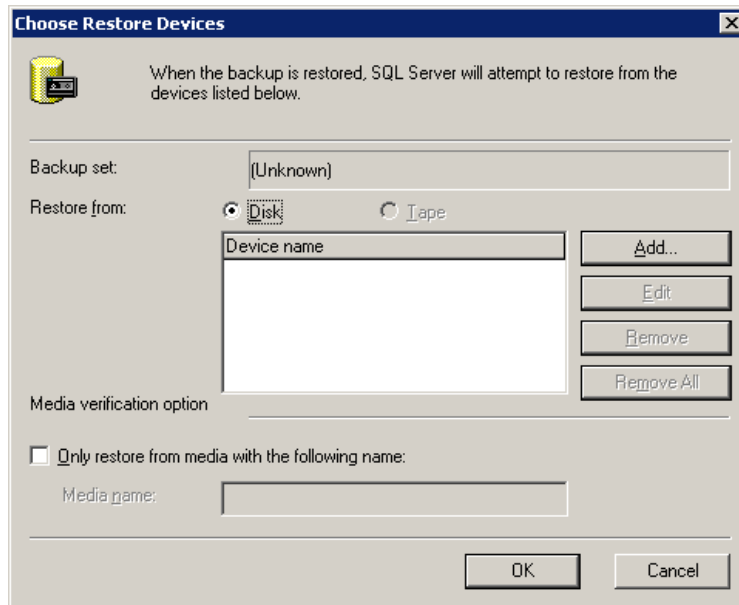 Choose Restore Devices
When the backup is restored, SQL Server will attempt to restore from the
devices listed below.
Backup set:
(Unknown)
Restore from:
Disk
Tape
Device name
Add...
Edit
Remove
Remove All
Media verification option
Only restore from media with the following name:
Media name:
OK
Cancel